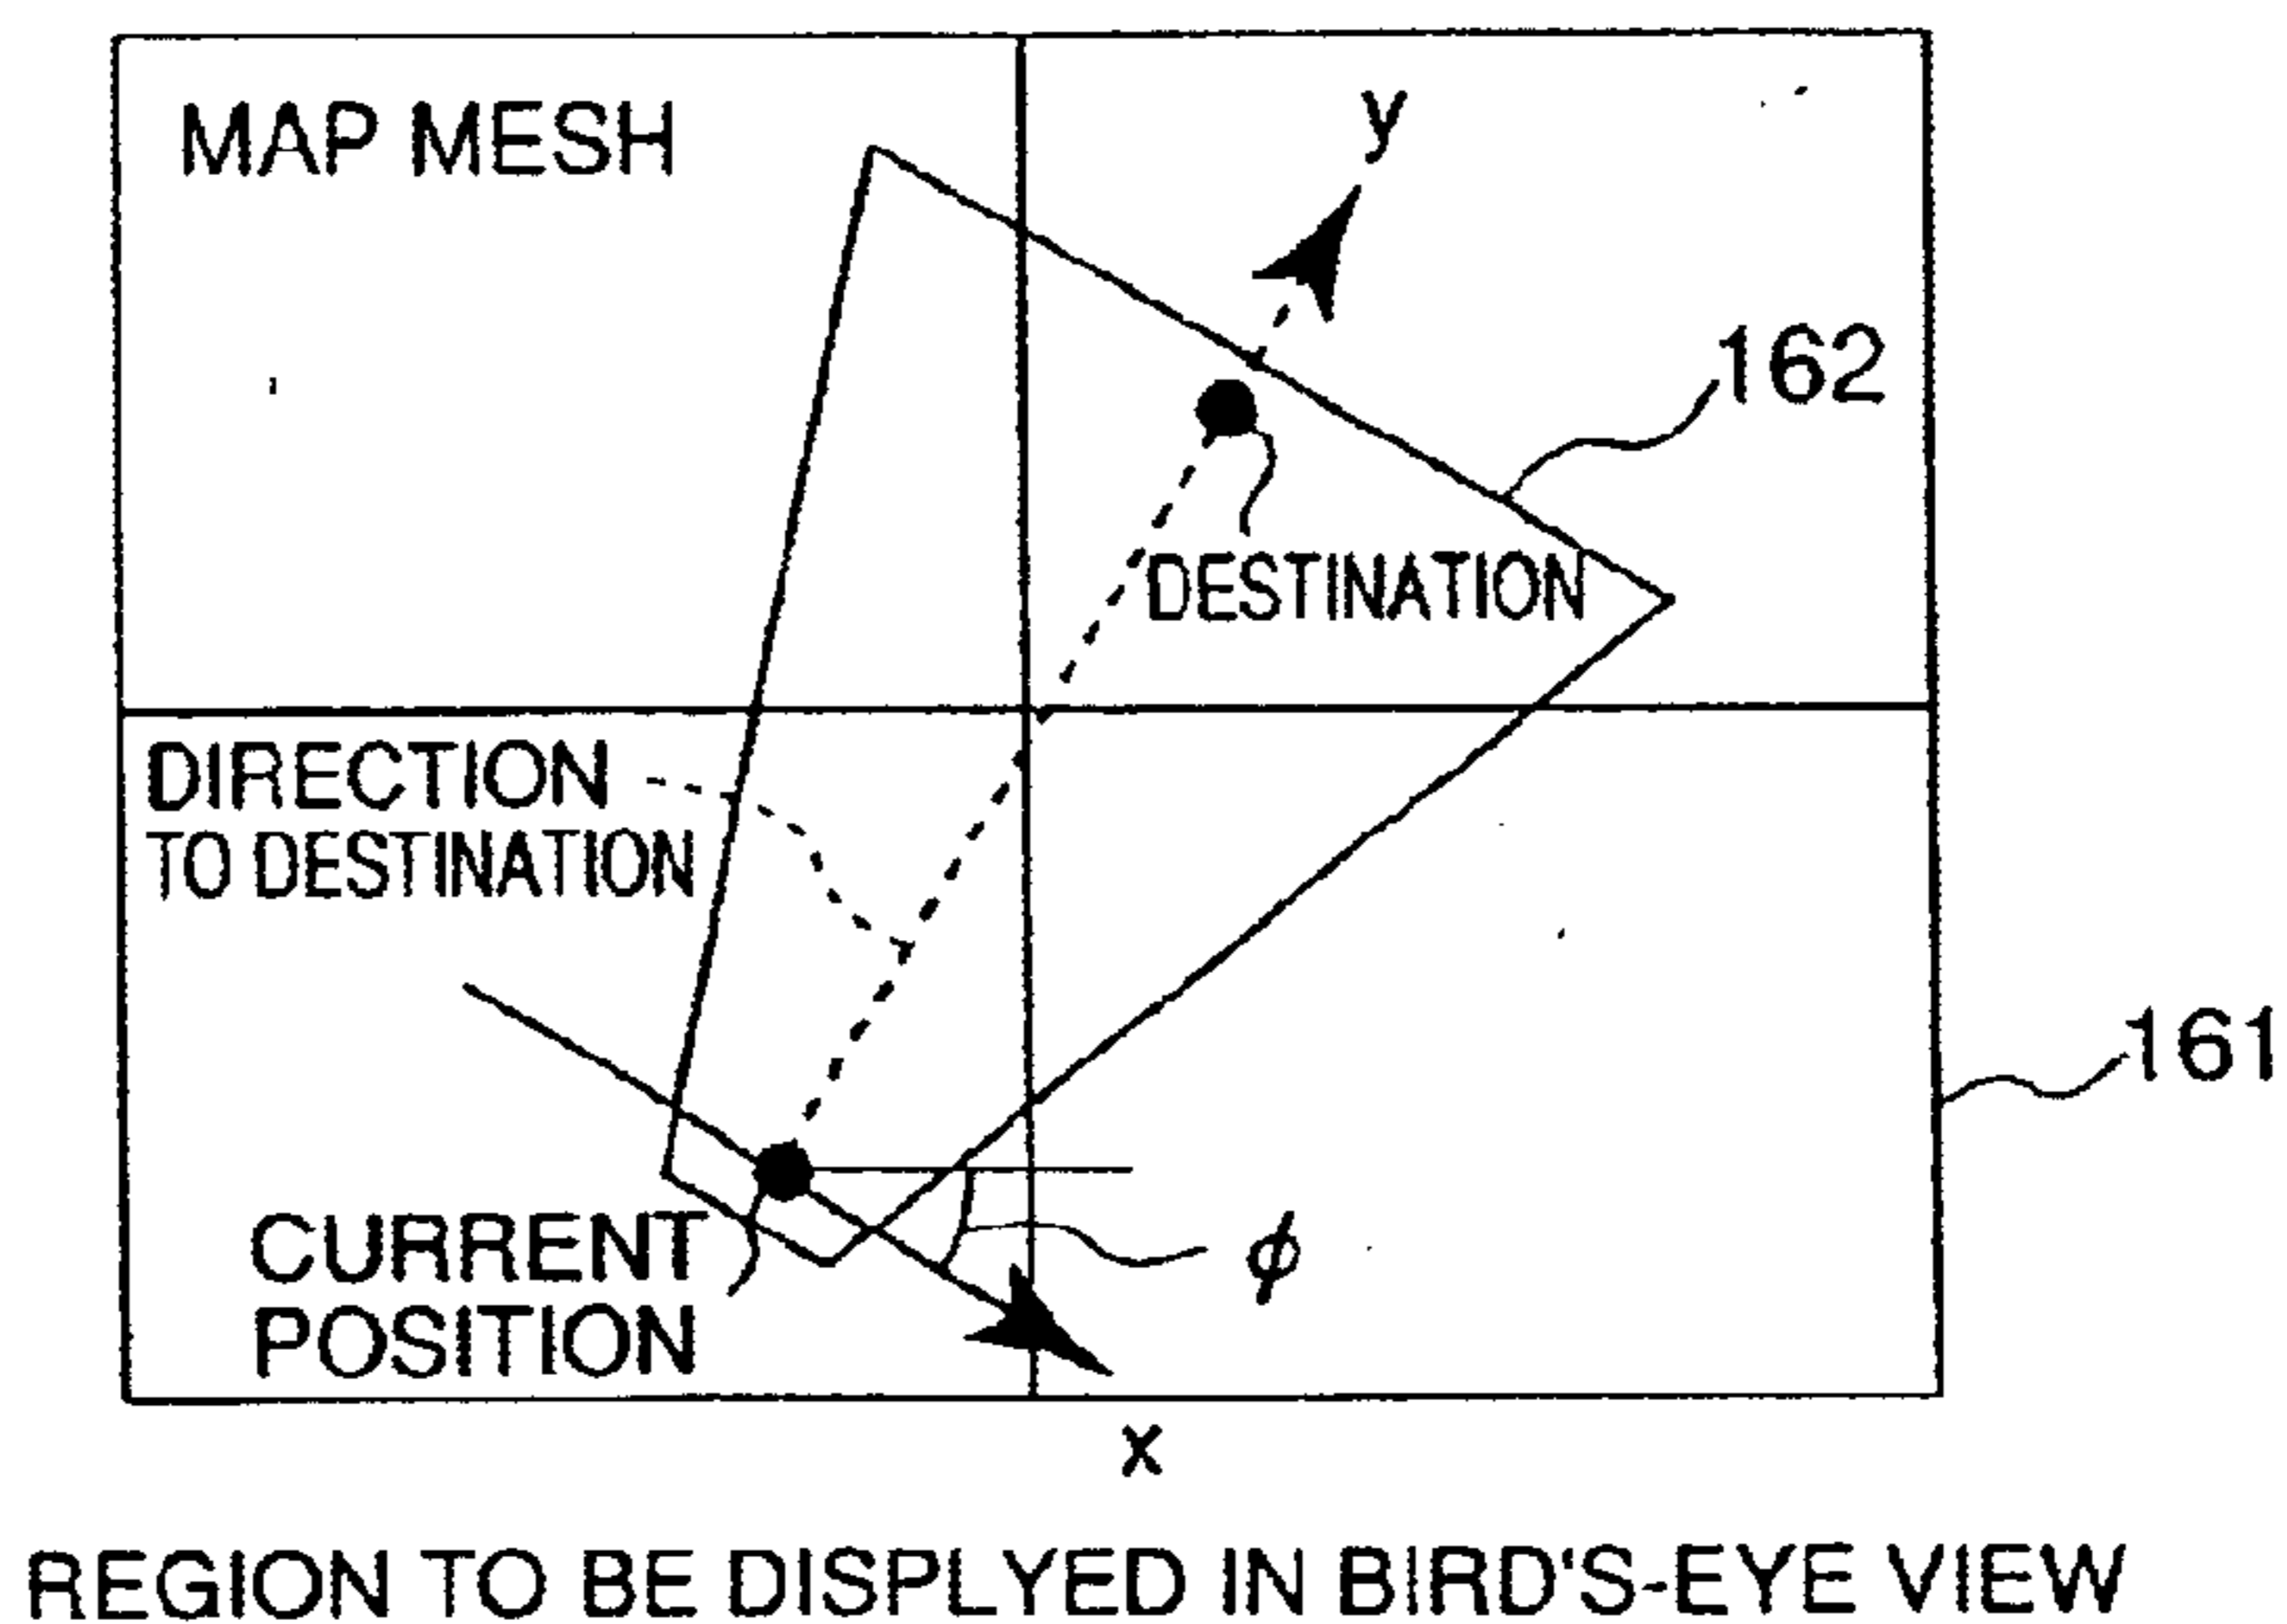 MAP MESH
y
162
DESTINATION
DIRECTION
TO DESTINATION
161
CURRENT
POSITION
ϕ
x
REGION TO BE DISPLYED IN BIRD'S-EYE VIEW